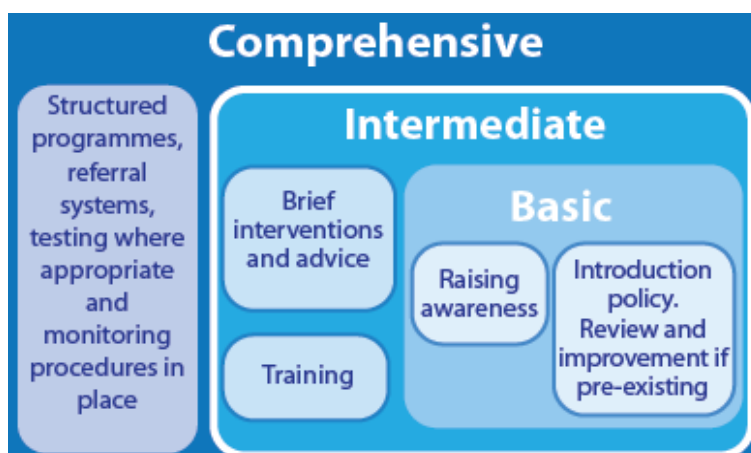 Comprehensive
Structured
programmes,
referral
systems,
testing where
appropriate
and
monitoring
procedures in
place
Intermediate
Brief
interventions
and advice
Training
Basic
Raising
awareness
Introduction
policy.
Review and
improvement if
pre-existing